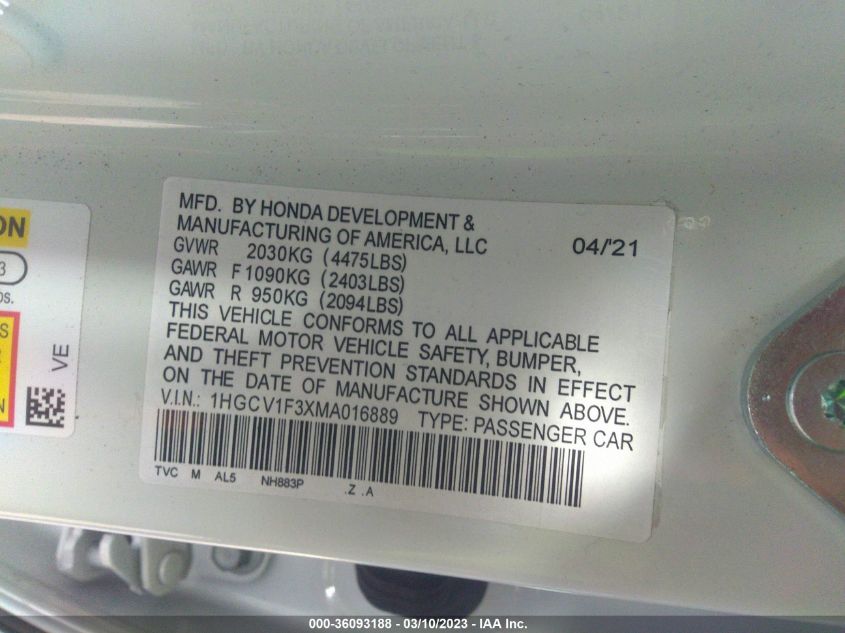 MFD. BY HONDA DEVELOPMENT &
MANUFACTURING OF AMERICA, LLC 04/'21
GVWR 2030KG (4475LBS)
GAWR F 1090KG (2403LBS)
GAWR R 950KG (2094LBS)
THIS VEHICLE CONFORMS TO ALL APPLICABLE
FEDERAL MOTOR VEHICLE SAFETY, BUMPER,
AND THEFT PREVENTION STANDARDS IN EFFECT
ON THE DATE OF MANUFACTURE SHOWN ABOVE.
V.I.N.: 1HGCV1F3XMA016889 TYPE: PASSENGER CAR
TVC M AL5 NH883P .Z .A
ON
3
OS.
S
N
VE
000-36093188 - 03/10/2023 - IAA Inc.